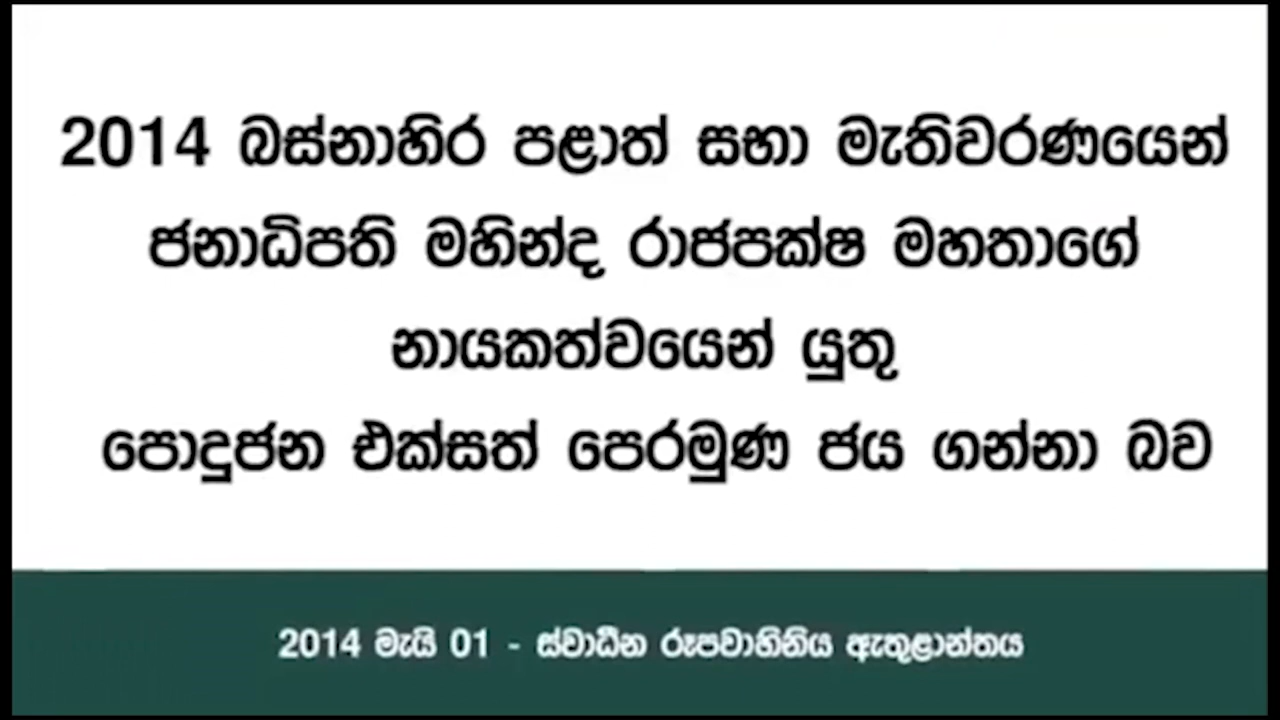 2014 බස්නාහිර පළාත් සභා මැතිවරණයෙන්
ජනාධිපති මහින්ද රාජපක්ෂ මහතාගේ
නායකත්වයෙන් යුතු
පොදුජන එක්සත් පෙරමුණ ජය ගන්නා බව
2014 මැයි 01 - ස්වාධීන රූපවාහිනිය ඇතුළාන්තය